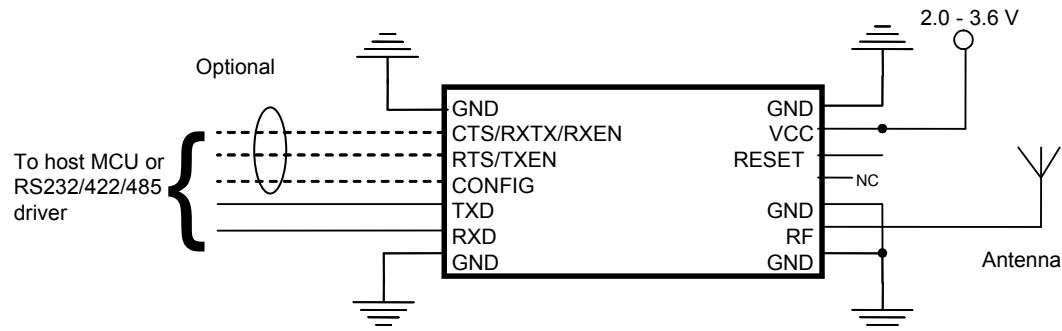 2.0 - 3.6 V
Optional
GND
CTS/RXTX/RXEN
RTS/TXEN
CONFIG
TXD
RXD
GND
GND
VCC
RESET
NC
GND
RF
GND
To host MCU or
RS232/422/485
driver
Antenna